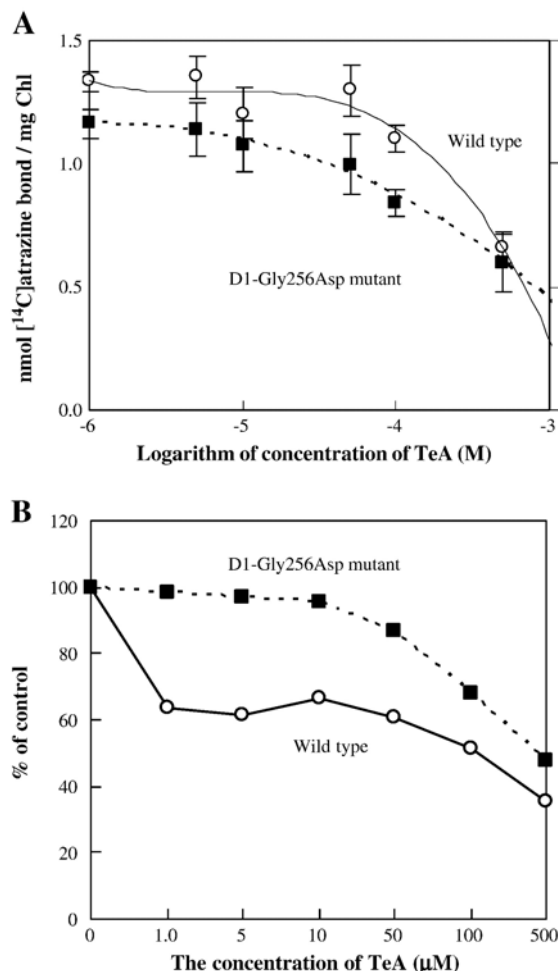 A
1.5
1.0
0.5
0.0
nmol [¹⁴C]atrazine bond / mg Chl
Wild type
D1-Gly256Asp mutant
-6
-5
-4
-3
Logarithm of concentration of TeA (M)
B
120
100
80
60
40
20
0
% of control
D1-Gly256Asp mutant
Wild type
0
1.0
5
10
50
100
500
The concentration of TeA (µM)